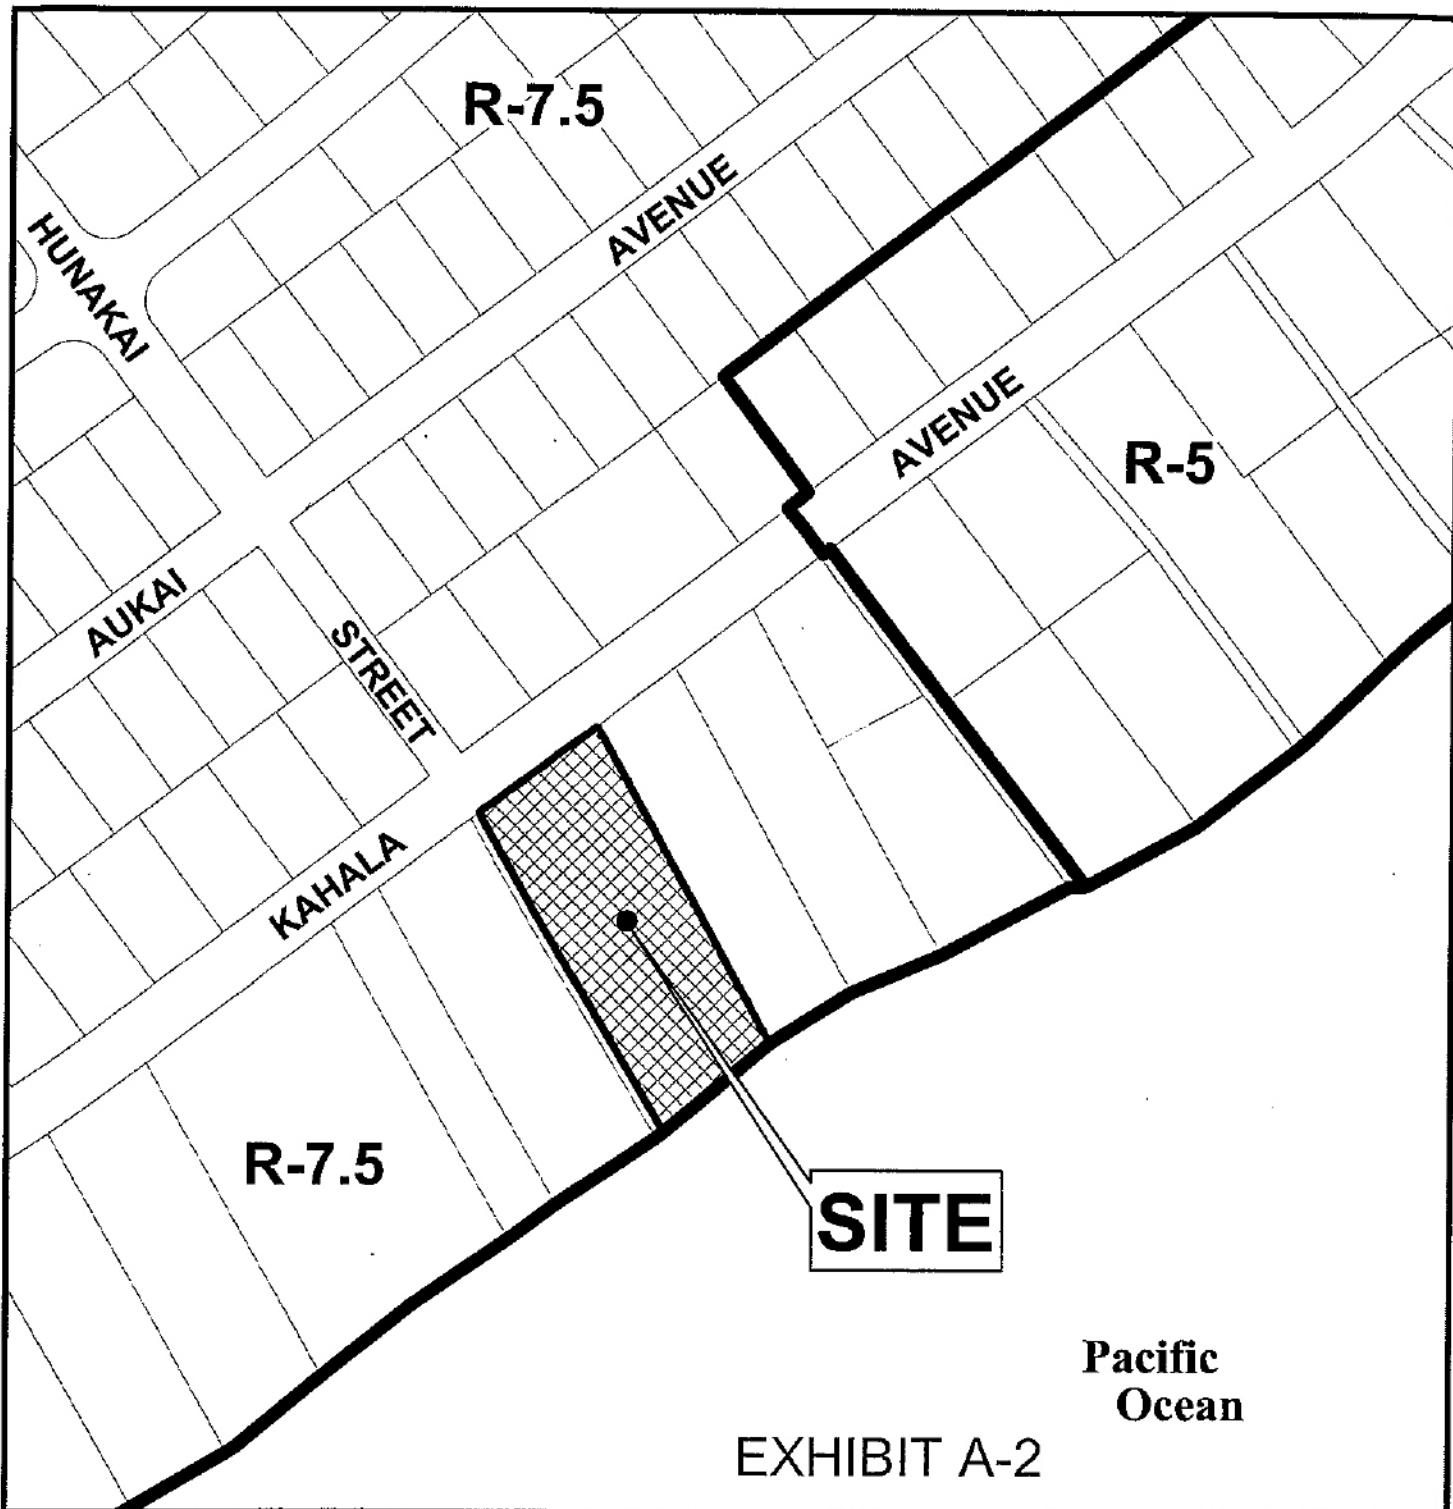 R-7.5
AVENUE
HUNAKAI
AVENUE
R-5
AUKAI
STREET
KAHALA
R-7.5
SITE
Pacific
Ocean
EXHIBIT A-2